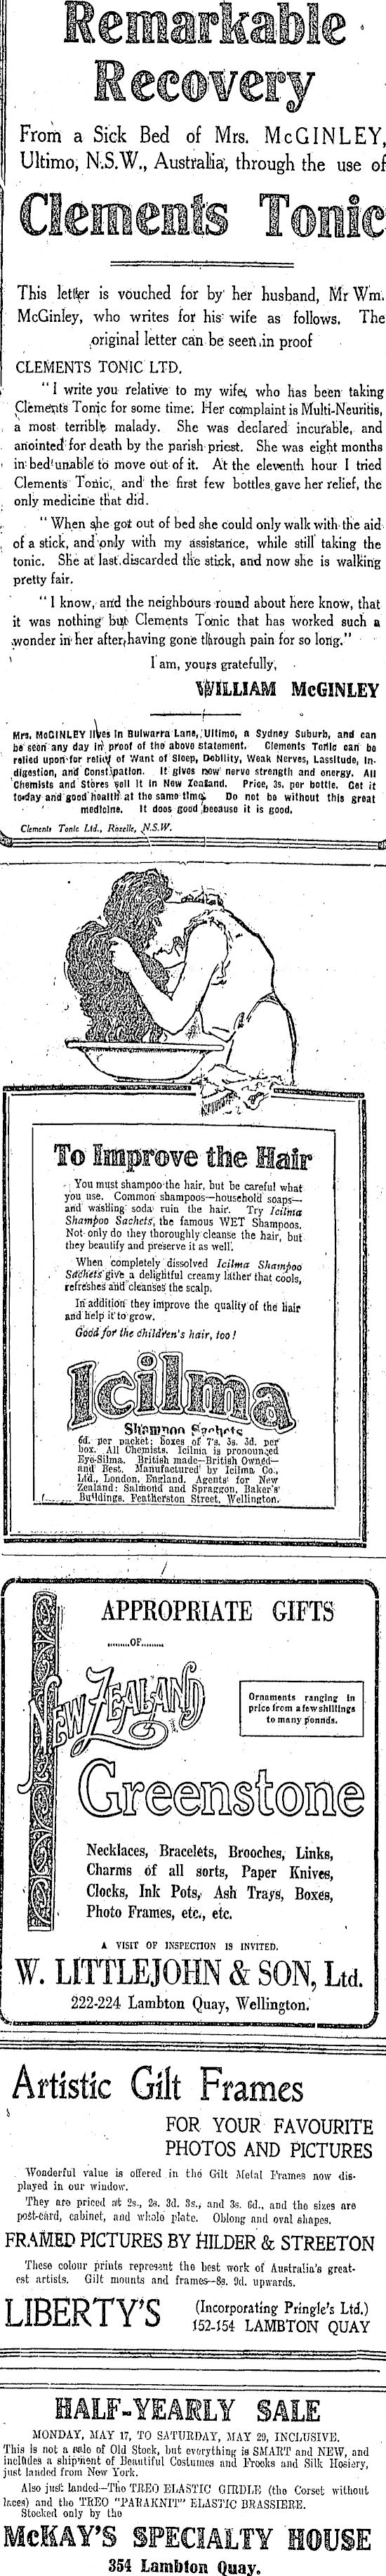 Remarkable
Recovery
From a Sick Bed of Mrs. McGINLEY,
Ultimo, N.S.W., Australia, through the use of
Clements Tonic
This letter is vouched for by her husband, Mr Wm.
McGinley, who writes for his wife as follows. The
original letter can be seen in proof
CLEMENTS TONIC LTD.
"I write you relative to my wife, who has been taking
Clements Tonic for some time. Her complaint is Multi-Neuritis,
a most terrible malady. She was declared incurable, and
anointed for death by the parish priest. She was eight months
in bed unable to move out of it. At the eleventh hour I tried
Clements Tonic, and the first few bottles gave her relief, the
only medicine that did.
"When she got out of bed she could only walk with the aid
of a stick, and only with my assistance, while still taking the
tonic. She at last discarded the stick, and now she is walking
pretty fair.
"I know, and the neighbours round about here know, that
it was nothing but Clements Tonic that has worked such a
wonder in her after having gone through pain for so long."
I am, yours gratefully,
WILLIAM McGINLEY
Mrs. McGINLEY lives in Bulwarra Lane, Ultimo, a Sydney Suburb, and can
be seen any day in proof of the above statement. Clements Tonic can be
relied upon for relief of Want of Sleep, Debility, Weak Nerves, Lassitude, In-
digestion, and Constipation. It gives new nerve strength and energy. All
Chemists and Stores sell it in New Zealand. Price, 3s. per bottle. Get it
today and good health at the same time. Do not be without this great
medicine. It does good because it is good.
Clements Tonic Ltd., Rozelle, N.S.W.
To Improve the Hair
You must shampoo the hair, but be careful what
you use. Common shampoos—household soaps—
and washing soda ruin the hair. Try Icilma
Shampoo Sachets, the famous WET Shampoos.
Not only do they thoroughly cleanse the hair, but
they beautify and preserve it as well.
When completely dissolved Icilma Shampoo
Sachets give a delightful creamy lather that cools,
refreshes and cleanses the scalp.
In addition they improve the quality of the hair
and help it to grow.
Good for the children's hair, too!
Icilma
Shampoo Sachets
6d. per packet; boxes of 7's, 3s. 3d. per
box. All Chemists. Icilma is pronounced
Eye-Silma. British made—British Owned—
and Best. Manufactured by Icilma Co.,
Ltd., London, England. Agents for New
Zealand: Salmond and Spraggon, Baker's
Buildings, Featherston Street, Wellington.
APPROPRIATE GIFTS
........OF........
NEW ZEALAND
Ornaments ranging in
price from a few shillings
to many pounds.
Greenstone
Necklaces, Bracelets, Brooches, Links,
Charms of all sorts, Paper Knives,
Clocks, Ink Pots, Ash Trays, Boxes,
Photo Frames, etc., etc.
A VISIT OF INSPECTION IS INVITED.
W. LITTLEJOHN & SON, Ltd.
222-224 Lambton Quay, Wellington.
Artistic Gilt Frames
FOR YOUR FAVOURITE
PHOTOS AND PICTURES
Wonderful value is offered in the Gilt Metal Frames now dis-
played in our window.
They are priced at 2s., 2s. 3d. 3s., and 3s. 6d., and the sizes are
post-card, cabinet, and whole plate. Oblong and oval shapes.
FRAMED PICTURES BY HILDER & STREETON
These colour prints represent the best work of Australia's great-
est artists. Gilt mounts and frames—8s. 9d. upwards.
LIBERTY'S (Incorporating Pringle's Ltd.)
152-154 LAMBTON QUAY
HALF-YEARLY SALE
MONDAY, MAY 17, TO SATURDAY, MAY 29, INCLUSIVE.
This is not a sale of Old Stock, but everything is SMART and NEW, and
includes a shipment of Beautiful Costumes and Frocks and Silk Hosiery,
just landed from New York.
Also just landed—The TREO ELASTIC GIRDLE (the Corset without
laces) and the TREO "PARAKNIT" ELASTIC BRASSIERE.
Stocked only by the
McKAY'S SPECIALTY HOUSE
354 Lambton Quay.